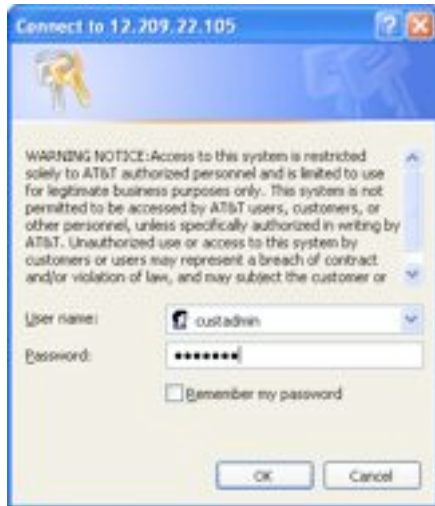 Connect to 12.209.22.105
WARNING NOTICE:Access to this system is restricted
solely to AT&T authorized personnel and is limited to use
for legitimate business purposes only. This system is not
permitted to be accessed by AT&T users, customers, or
other personnel, unless specifically authorized in writing by
AT&T. Unauthorized use or access to this system by
customers or users may represent a breach of contract
and/or violation of law, and may subject the customer or
User name:
custadmin
Password:
•••••••
Remember my password
OK
Cancel